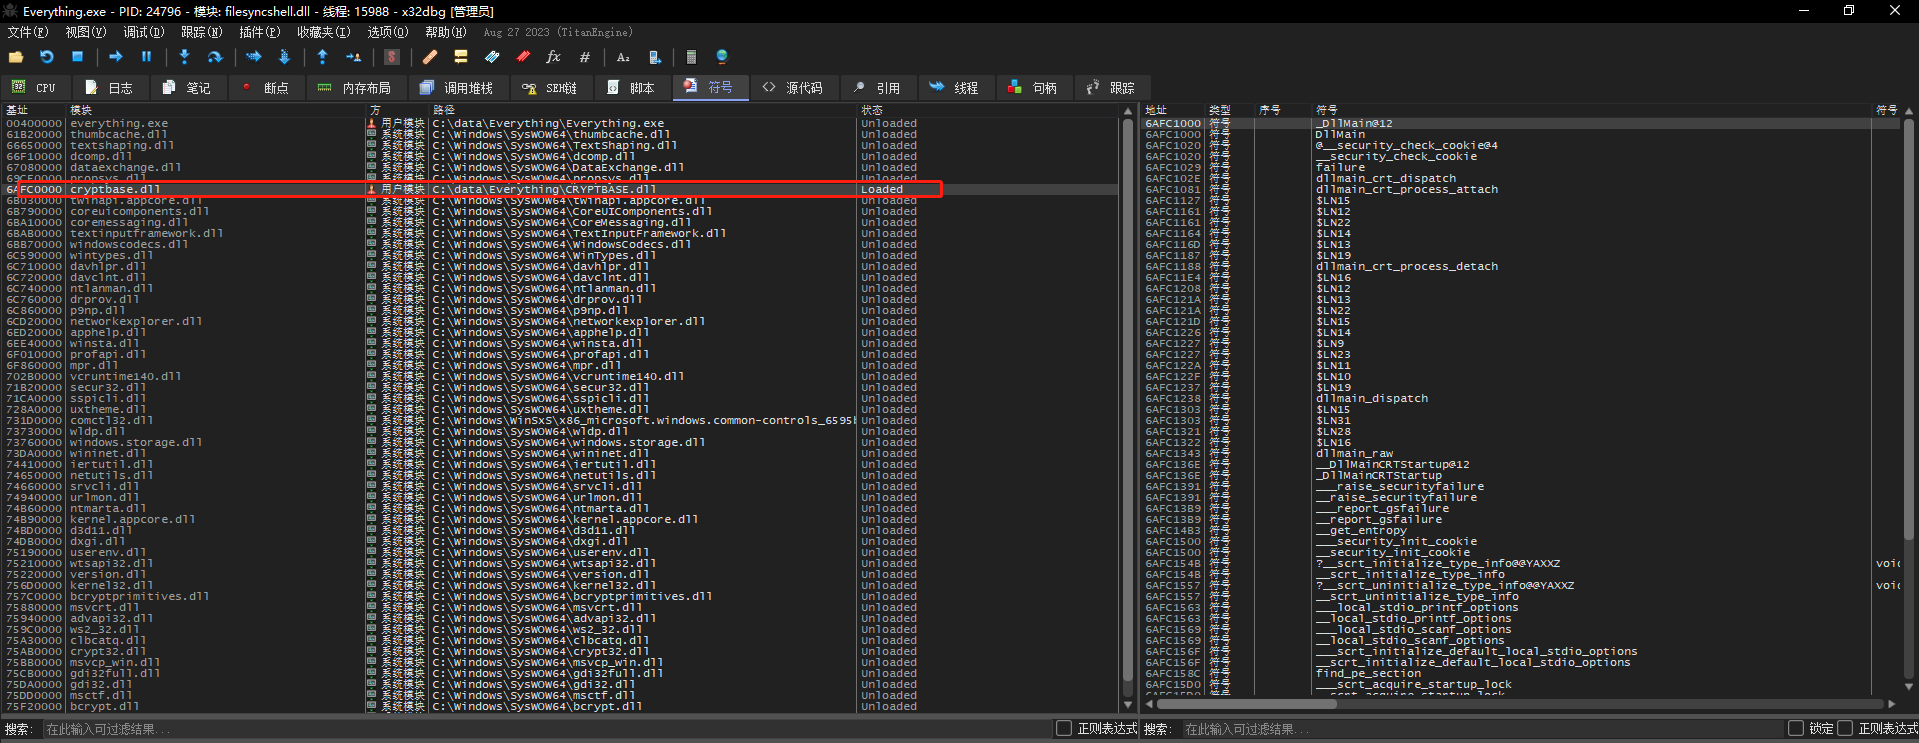 Everything.exe - PID: 24796 - 模块: filesyncshell.dll - 线程: 15988 - x32dbg [管理员]
文件(F) 视图(V) 调试(D) 跟踪(N) 插件(P) 收藏夹(I) 选项(O) 帮助(H) Aug 27 2023 (TitanEngine)
CPU 日志 笔记 断点 内存布局 调用堆栈 SEH链 脚本 符号 源代码 引用 线程 句柄 跟踪
基址 模块 方 路径 状态
00400000 everything.exe 用户模块 C:\data\Everything\Everything.exe Unloaded
61B20000 thumbcache.dll 系统模块 C:\Windows\SysWOW64\thumbcache.dll Unloaded
66650000 textshaping.dll 系统模块 C:\Windows\SysWOW64\TextShaping.dll Unloaded
66F10000 dcomp.dll 系统模块 C:\Windows\SysWOW64\dcomp.dll Unloaded
67080000 dataexchange.dll 系统模块 C:\Windows\SysWOW64\DataExchange.dll Unloaded
69CE0000 propsys.dll 系统模块 C:\Windows\SysWOW64\propsys.dll Unloaded
6AFC0000 cryptbase.dll 用户模块 C:\data\Everything\CRYPTBASE.dll Loaded
6B030000 twinapi.appcore.dll 系统模块 C:\Windows\SysWOW64\twinapi.appcore.dll Unloaded
6B790000 coreuicomponents.dll 系统模块 C:\Windows\SysWOW64\CoreUIComponents.dll Unloaded
6BA10000 coremessaging.dll 系统模块 C:\Windows\SysWOW64\CoreMessaging.dll Unloaded
6BAB0000 textinputframework.dll 系统模块 C:\Windows\SysWOW64\TextInputFramework.dll Unloaded
6BB70000 windowscodecs.dll 系统模块 C:\Windows\SysWOW64\WindowsCodecs.dll Unloaded
6C590000 wintypes.dll 系统模块 C:\Windows\SysWOW64\WinTypes.dll Unloaded
6C710000 davhlpr.dll 系统模块 C:\Windows\SysWOW64\davhlpr.dll Unloaded
6C720000 davclnt.dll 系统模块 C:\Windows\SysWOW64\davclnt.dll Unloaded
6C740000 ntlanman.dll 系统模块 C:\Windows\SysWOW64\ntlanman.dll Unloaded
6C760000 drprov.dll 系统模块 C:\Windows\SysWOW64\drprov.dll Unloaded
6C860000 p9np.dll 系统模块 C:\Windows\SysWOW64\p9np.dll Unloaded
6CD20000 networkexplorer.dll 系统模块 C:\Windows\SysWOW64\networkexplorer.dll Unloaded
6ED20000 apphelp.dll 系统模块 C:\Windows\SysWOW64\apphelp.dll Unloaded
6EE40000 winsta.dll 系统模块 C:\Windows\SysWOW64\winsta.dll Unloaded
6F010000 profapi.dll 系统模块 C:\Windows\SysWOW64\profapi.dll Unloaded
6F860000 mpr.dll 系统模块 C:\Windows\SysWOW64\mpr.dll Unloaded
702B0000 vcruntime140.dll 系统模块 C:\Windows\SysWOW64\vcruntime140.dll Unloaded
71B20000 secur32.dll 系统模块 C:\Windows\SysWOW64\secur32.dll Unloaded
71CA0000 sspicli.dll 系统模块 C:\Windows\SysWOW64\sspicli.dll Unloaded
728A0000 uxtheme.dll 系统模块 C:\Windows\SysWOW64\uxtheme.dll Unloaded
731D0000 comctl32.dll 系统模块 C:\Windows\WinSxS\x86_microsoft.windows.common-controls_6595b Unloaded
73730000 wldp.dll 系统模块 C:\Windows\SysWOW64\wldp.dll Unloaded
73760000 windows.storage.dll 系统模块 C:\Windows\SysWOW64\windows.storage.dll Unloaded
73DA0000 wininet.dll 系统模块 C:\Windows\SysWOW64\wininet.dll Unloaded
74410000 iertutil.dll 系统模块 C:\Windows\SysWOW64\iertutil.dll Unloaded
74650000 netutils.dll 系统模块 C:\Windows\SysWOW64\netutils.dll Unloaded
74660000 srvcli.dll 系统模块 C:\Windows\SysWOW64\srvcli.dll Unloaded
74940000 urlmon.dll 系统模块 C:\Windows\SysWOW64\urlmon.dll Unloaded
74B60000 ntmarta.dll 系统模块 C:\Windows\SysWOW64\ntmarta.dll Unloaded
74B90000 kernel.appcore.dll 系统模块 C:\Windows\SysWOW64\kernel.appcore.dll Unloaded
74BD0000 d3d11.dll 系统模块 C:\Windows\SysWOW64\d3d11.dll Unloaded
74DB0000 dxgi.dll 系统模块 C:\Windows\SysWOW64\dxgi.dll Unloaded
75190000 userenv.dll 系统模块 C:\Windows\SysWOW64\userenv.dll Unloaded
75210000 wtsapi32.dll 系统模块 C:\Windows\SysWOW64\wtsapi32.dll Unloaded
75220000 version.dll 系统模块 C:\Windows\SysWOW64\version.dll Unloaded
756D0000 kernel32.dll 系统模块 C:\Windows\SysWOW64\kernel32.dll Unloaded
757C0000 bcryptprimitives.dll 系统模块 C:\Windows\SysWOW64\bcryptprimitives.dll Unloaded
75880000 msvcrt.dll 系统模块 C:\Windows\SysWOW64\msvcrt.dll Unloaded
75940000 advapi32.dll 系统模块 C:\Windows\SysWOW64\advapi32.dll Unloaded
759C0000 ws2_32.dll 系统模块 C:\Windows\SysWOW64\ws2_32.dll Unloaded
75A30000 clbcatq.dll 系统模块 C:\Windows\SysWOW64\clbcatq.dll Unloaded
75AB0000 crypt32.dll 系统模块 C:\Windows\SysWOW64\crypt32.dll Unloaded
75BB0000 msvcp_win.dll 系统模块 C:\Windows\SysWOW64\msvcp_win.dll Unloaded
75CB0000 gdi32full.dll 系统模块 C:\Windows\SysWOW64\gdi32full.dll Unloaded
75DA0000 gdi32.dll 系统模块 C:\Windows\SysWOW64\gdi32.dll Unloaded
75DD0000 msctf.dll 系统模块 C:\Windows\SysWOW64\msctf.dll Unloaded
75F20000 bcrypt.dll 系统模块 C:\Windows\SysWOW64\bcrypt.dll Unloaded
搜索: 在此输入可过滤结果... 正则表达式
地址 类型 序号 符号 符号
6AFC1000 符号 _DllMain@12
6AFC1000 符号 DllMain
6AFC1020 符号 @__security_check_cookie@4
6AFC1020 符号 __security_check_cookie
6AFC1029 符号 failure
6AFC102E 符号 dllmain_crt_dispatch
6AFC1081 符号 dllmain_crt_process_attach
6AFC1127 符号 $LN15
6AFC1161 符号 $LN12
6AFC1161 符号 $LN22
6AFC1164 符号 $LN14
6AFC116D 符号 $LN13
6AFC1187 符号 $LN19
6AFC1188 符号 dllmain_crt_process_detach
6AFC11E4 符号 $LN16
6AFC1208 符号 $LN12
6AFC121A 符号 $LN13
6AFC121A 符号 $LN22
6AFC121D 符号 $LN15
6AFC1226 符号 $LN14
6AFC1227 符号 $LN9
6AFC1227 符号 $LN23
6AFC122A 符号 $LN11
6AFC122F 符号 $LN10
6AFC1237 符号 $LN19
6AFC1238 符号 dllmain_dispatch
6AFC1303 符号 $LN15
6AFC1303 符号 $LN31
6AFC1321 符号 $LN28
6AFC1322 符号 $LN16
6AFC1343 符号 dllmain_raw
6AFC136E 符号 __DllMainCRTStartup@12
6AFC136E 符号 _DllMainCRTStartup
6AFC1391 符号 ___raise_securityfailure
6AFC1391 符号 __raise_securityfailure
6AFC13B9 符号 ___report_gsfailure
6AFC13B9 符号 __report_gsfailure
6AFC14B3 符号 __get_entropy
6AFC1500 符号 ___security_init_cookie
6AFC1500 符号 __security_init_cookie
6AFC154B 符号 ?__scrt_initialize_type_info@@YAXXZ voic
6AFC154B 符号 __scrt_initialize_type_info
6AFC1557 符号 ?__scrt_uninitialize_type_info@@YAXXZ voic
6AFC1557 符号 __scrt_uninitialize_type_info
6AFC1563 符号 ___local_stdio_printf_options
6AFC1563 符号 __local_stdio_printf_options
6AFC1569 符号 ___local_stdio_scanf_options
6AFC1569 符号 __local_stdio_scanf_options
6AFC156F 符号 ___scrt_initialize_default_local_stdio_options
6AFC156F 符号 __scrt_initialize_default_local_stdio_options
6AFC158C 符号 find_pe_section
6AFC15D0 符号 ___scrt_acquire_startup_lock
6AFC15D0 符号 __scrt_acquire_startup_lock
搜索: 在此输入可过滤结果... 锁定 正则表达式